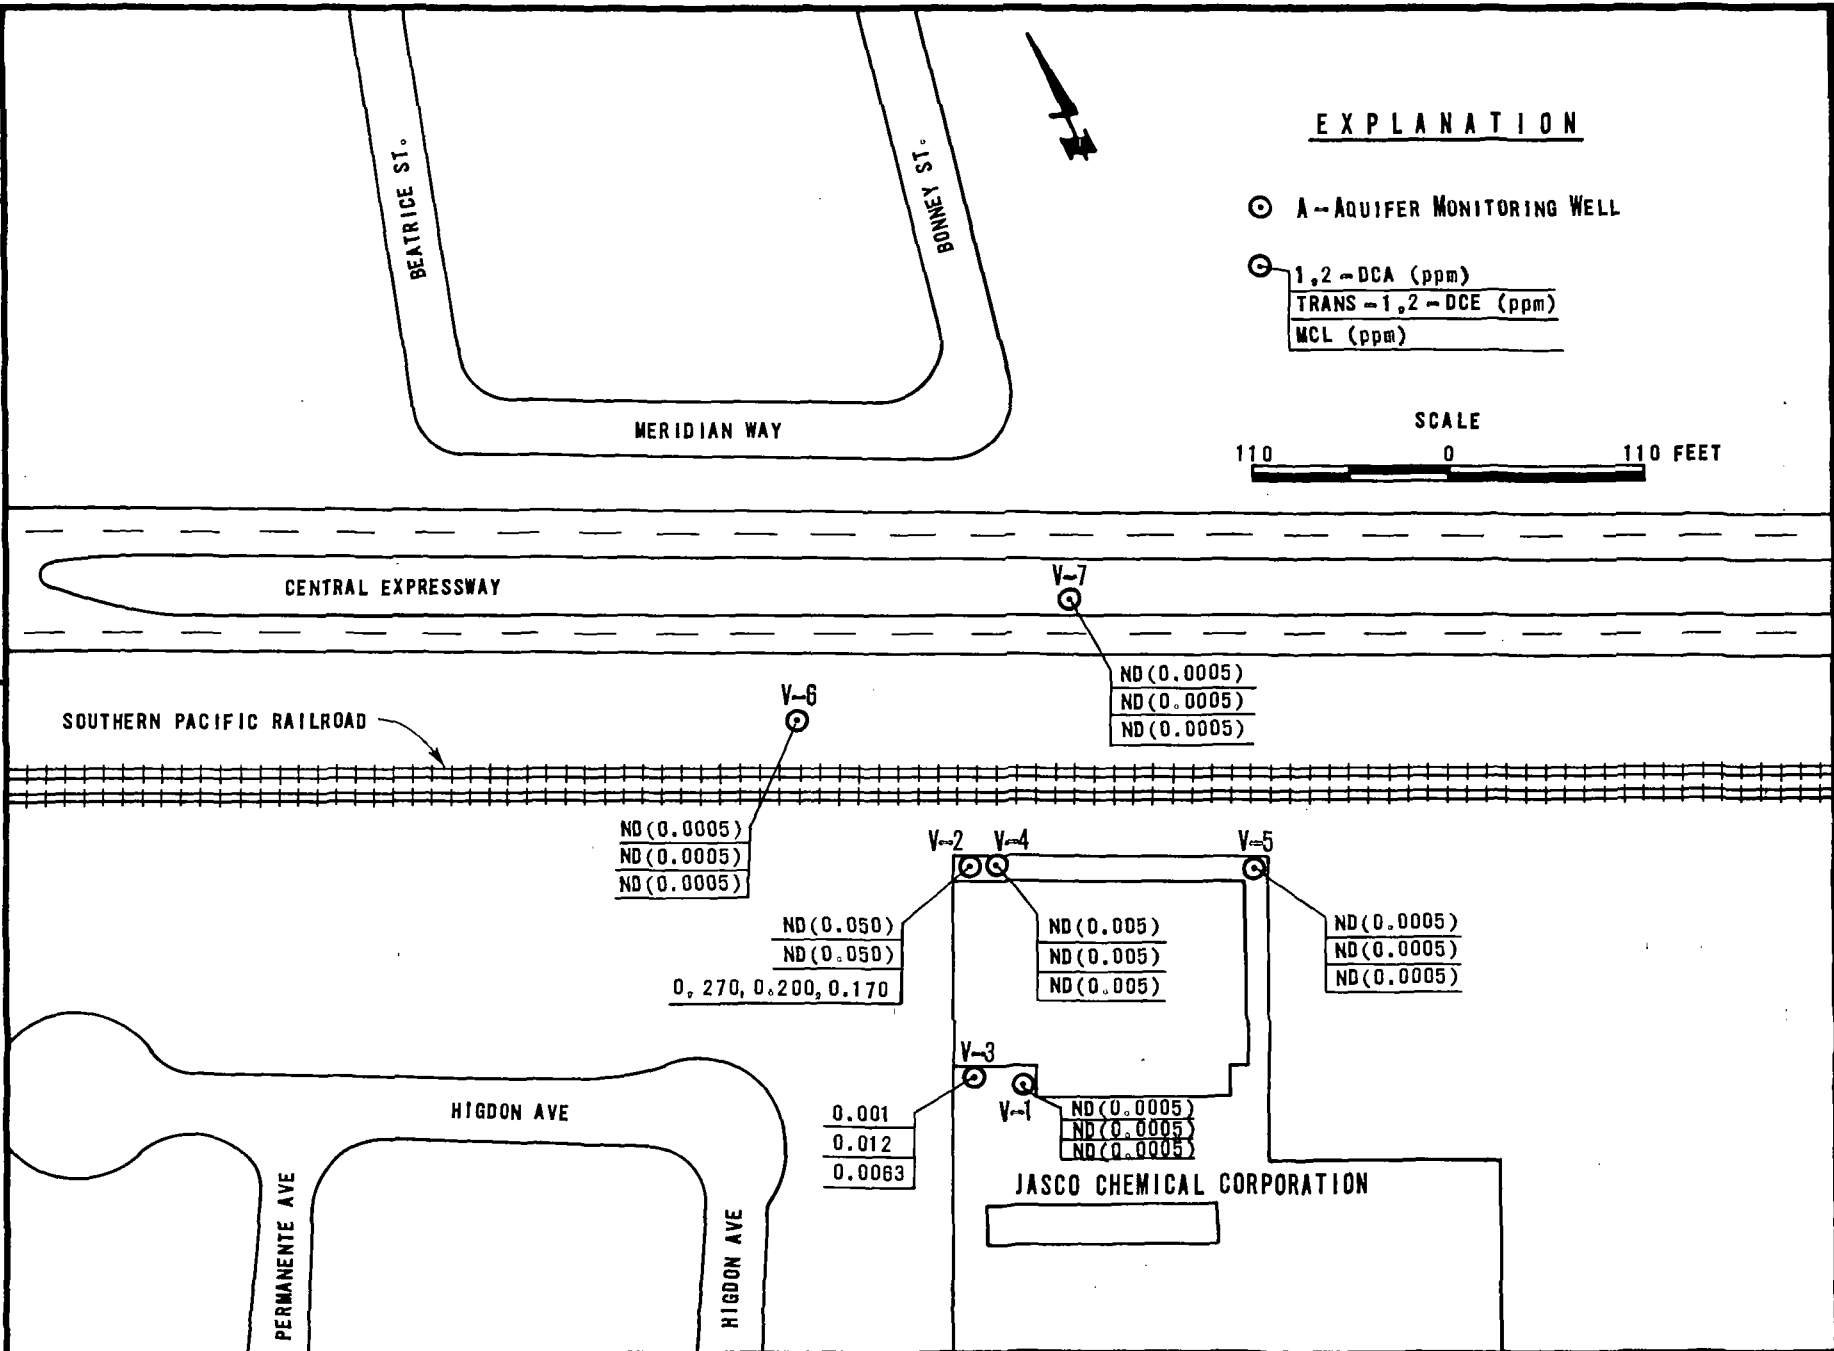 BEATRICE ST.
BONNEY ST.
EXPLANATION
A-AQUIFER MONITORING WELL
1,2-DCA (ppm)
TRANS-1,2-DCE (ppm)
MCL (ppm)
MERIDIAN WAY
SCALE
110 0 110 FEET
CENTRAL EXPRESSWAY
V-7
ND(0.0005)
ND(0.0005)
ND(0.0005)
V-6
SOUTHERN PACIFIC RAILROAD
ND(0.0005)
ND(0.0005)
ND(0.0005)
V-2
V-4
V-5
ND(0.050)
ND(0.050)
0.270, 0.200, 0.170
ND(0.005)
ND(0.005)
ND(0.005)
ND(0.0005)
ND(0.0005)
ND(0.0005)
V-3
V-1
0.001
0.012
0.0063
ND(0.0005)
ND(0.0005)
ND(0.0005)
HIGDON AVE
JASCO CHEMICAL CORPORATION
PERMANENTE AVE
HIGDON AVE